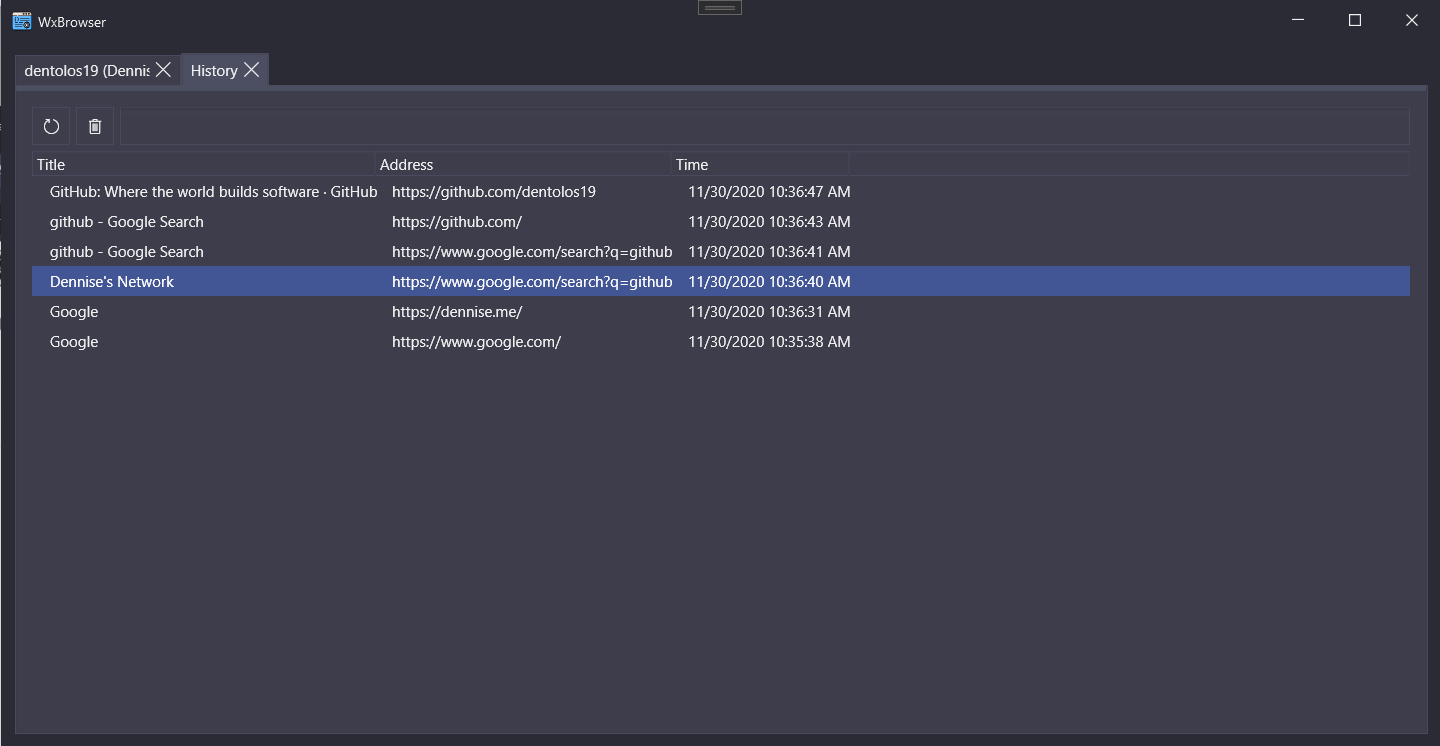 WxBrowser
dentolos19 (Dennis History
Title Address Time
GitHub: Where the world builds software · GitHub https://github.com/dentolos19 11/30/2020 10:36:47 AM
github - Google Search https://github.com/ 11/30/2020 10:36:43 AM
github - Google Search https://www.google.com/search?q=github 11/30/2020 10:36:41 AM
Dennise's Network https://www.google.com/search?q=github 11/30/2020 10:36:40 AM
Google https://dennise.me/ 11/30/2020 10:36:31 AM
Google https://www.google.com/ 11/30/2020 10:35:38 AM